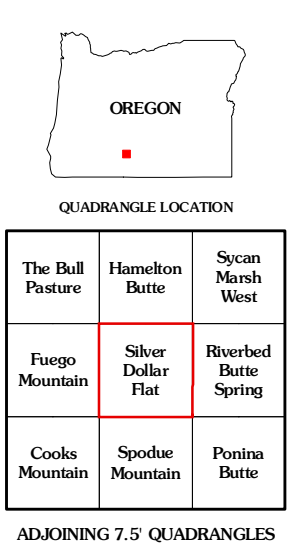 OREGON
QUADRANGLE LOCATION
The Bull
Pasture
Hamelton
Butte
Sycan
Marsh
West
Fuego
Mountain
Silver
Dollar
Flat
Riverbed
Butte
Spring
Cooks
Mountain
Spodue
Mountain
Ponina
Butte
ADJOINING 7.5' QUADRANGLES